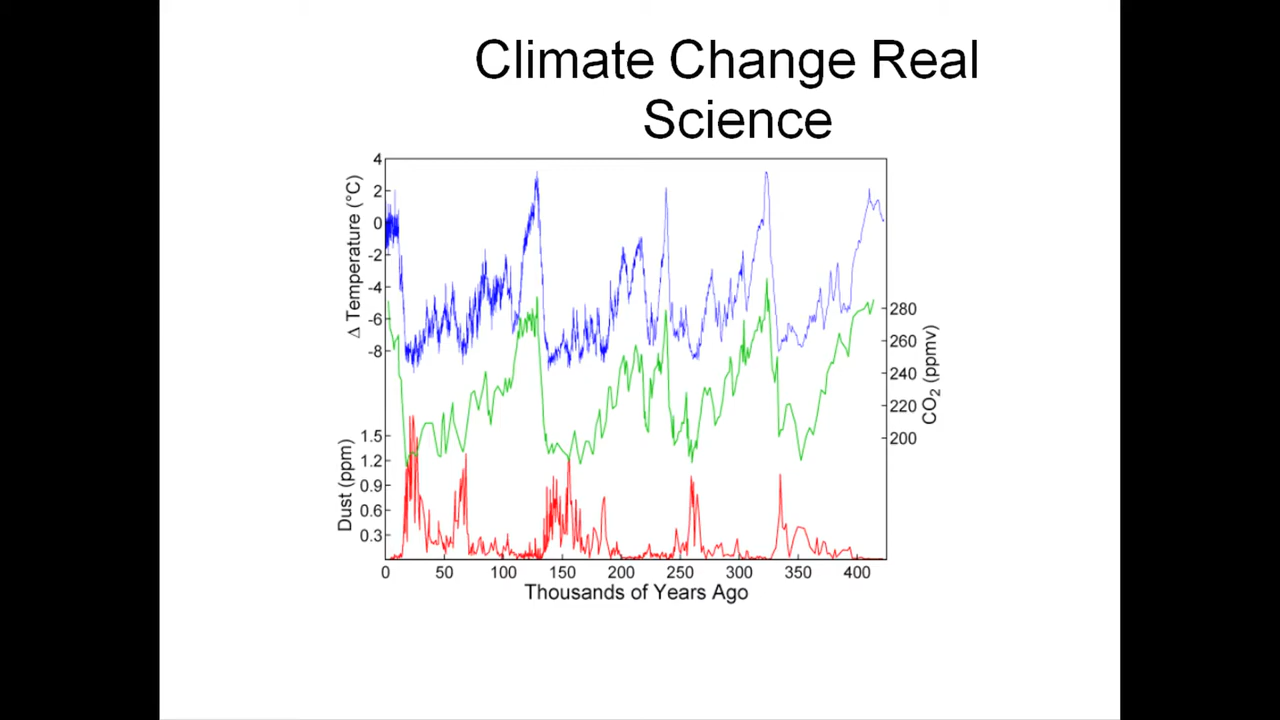 Climate Change Real
Science
4
2
0
-2
-4
-6
-8
Δ Temperature (°C)
280
260
240
220
200
CO₂ (ppmv)
1.5
1.2
0.9
0.6
0.3
Dust (ppm)
0 50 100 150 200 250 300 350 400
Thousands of Years Ago